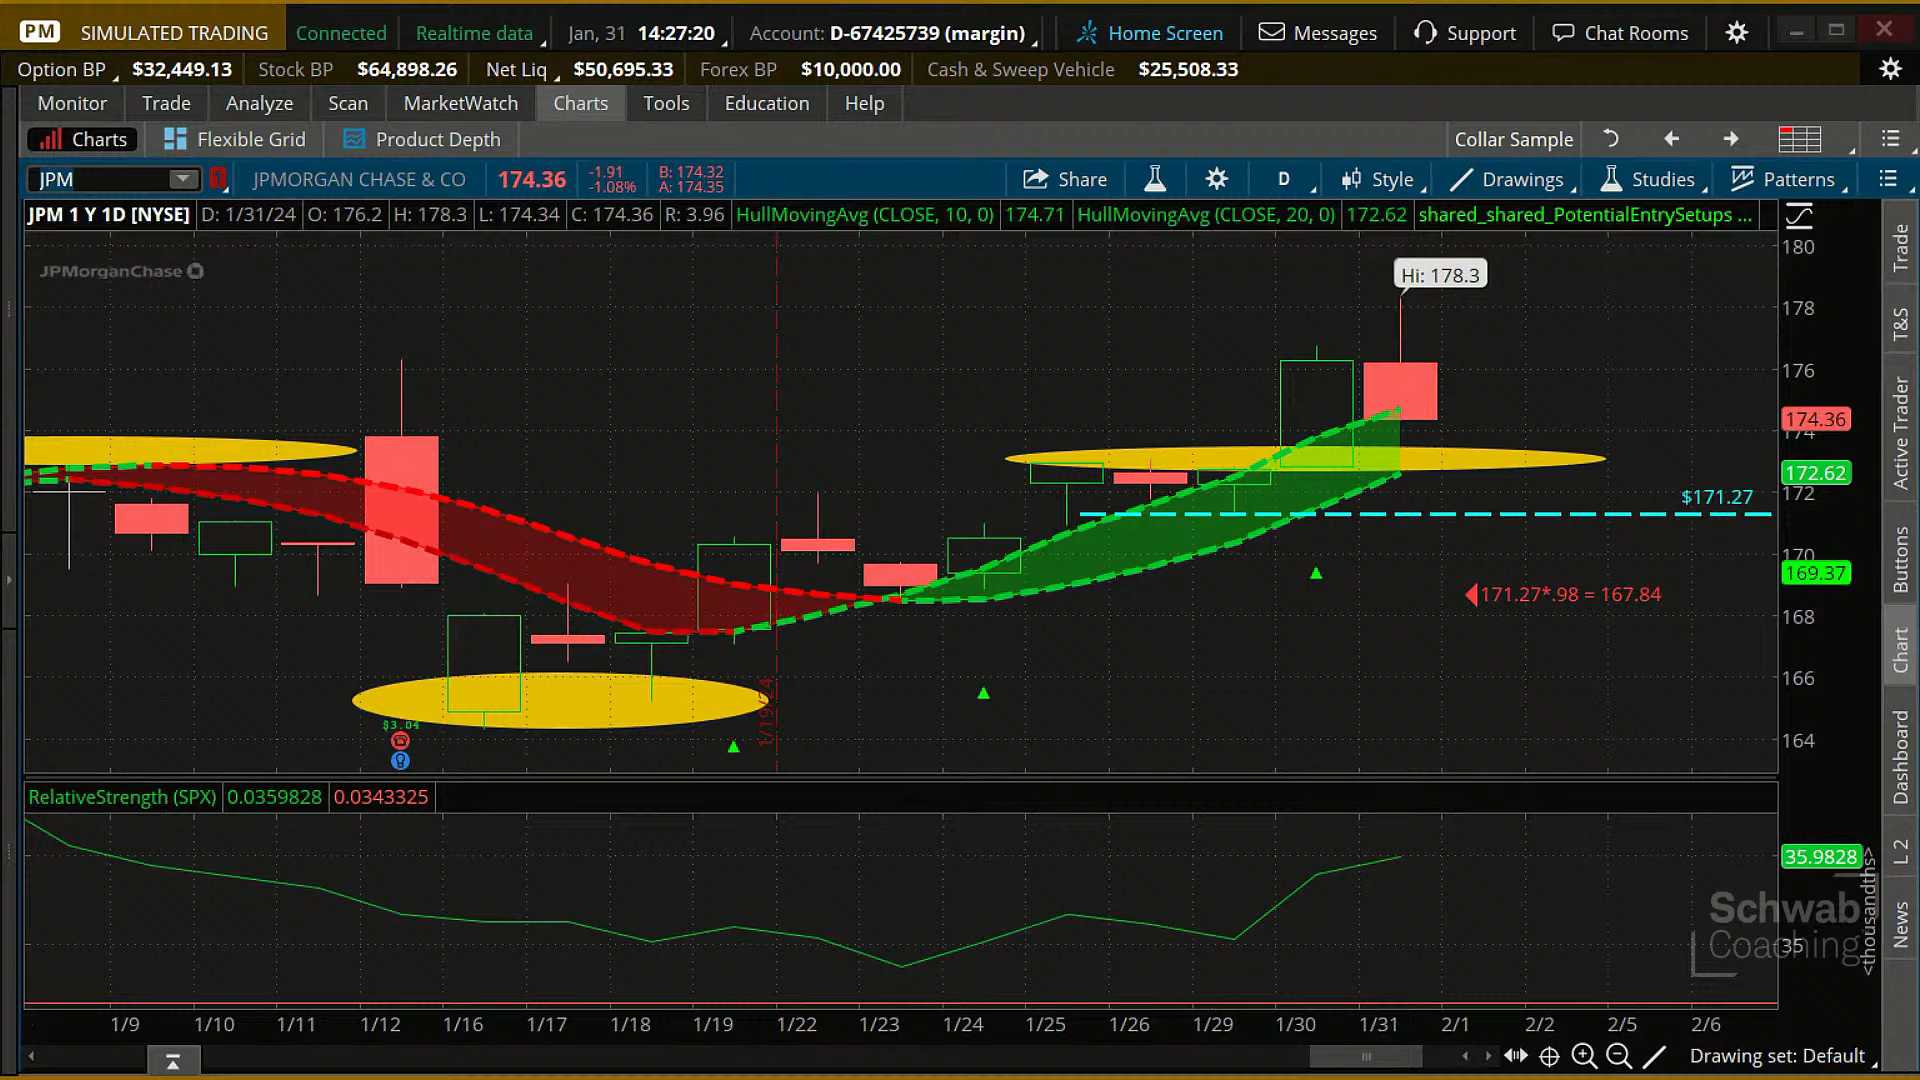 PM SIMULATED TRADING Connected Realtime data Jan, 31 14:27:20 Account: D-67425739 (margin) Home Screen Messages Support Chat Rooms
Option BP $32,449.13 Stock BP $64,898.26 Net Liq $50,695.33 Forex BP $10,000.00 Cash & Sweep Vehicle $25,508.33
Monitor Trade Analyze Scan MarketWatch Charts Tools Education Help
Charts Flexible Grid Product Depth Collar Sample
JPM 1 JPMORGAN CHASE & CO 174.36 -1.91 B: 174.32 Share D Style Drawings Studies Patterns
-1.08% A: 174.35
JPM 1 Y 1D [NYSE] D: 1/31/24 O: 176.2 H: 178.3 L: 174.34 C: 174.36 R: 3.96 HullMovingAvg (CLOSE, 10, 0) 174.71 HullMovingAvg (CLOSE, 20, 0) 172.62 shared_shared_PotentialEntrySetups ...
180
JPMorganChase
Hi: 178.3
178
176
174.36
174
172.62
172
$171.27
170
169.37
171.27*.98 = 167.84
168
166
1/19/24
$3.04
164
RelativeStrength (SPX) 0.0359828 0.0343325
35.9828
35
<thousandths>
Schwab
Coaching
1/9 1/10 1/11 1/12 1/16 1/17 1/18 1/19 1/22 1/23 1/24 1/25 1/26 1/29 1/30 1/31 2/1 2/2 2/5 2/6
Drawing set: Default
Trade
T&S
Active Trader
Buttons
Chart
Dashboard
L 2
News